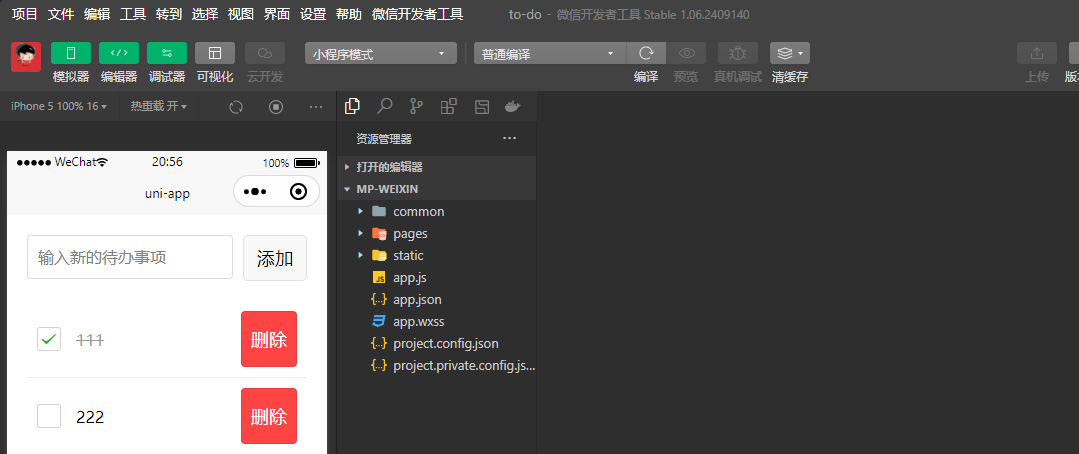 项目 文件 编辑 工具 转到 选择 视图 界面 设置 帮助 微信开发者工具 to-do - 微信开发者工具 Stable 1.06.2409140
小程序模式 普通编译
模拟器 编辑器 调试器 可视化 云开发 编译 预览 真机调试 清缓存 上传 版本
iPhone 5 100% 16 热重载 开
资源管理器
打开的编辑器
MP-WEIXIN
common
pages
static
app.js
app.json
app.wxss
project.config.json
project.private.config.js...
WeChat 20:56 100%
uni-app
输入新的待办事项 添加
111 删除
222 删除